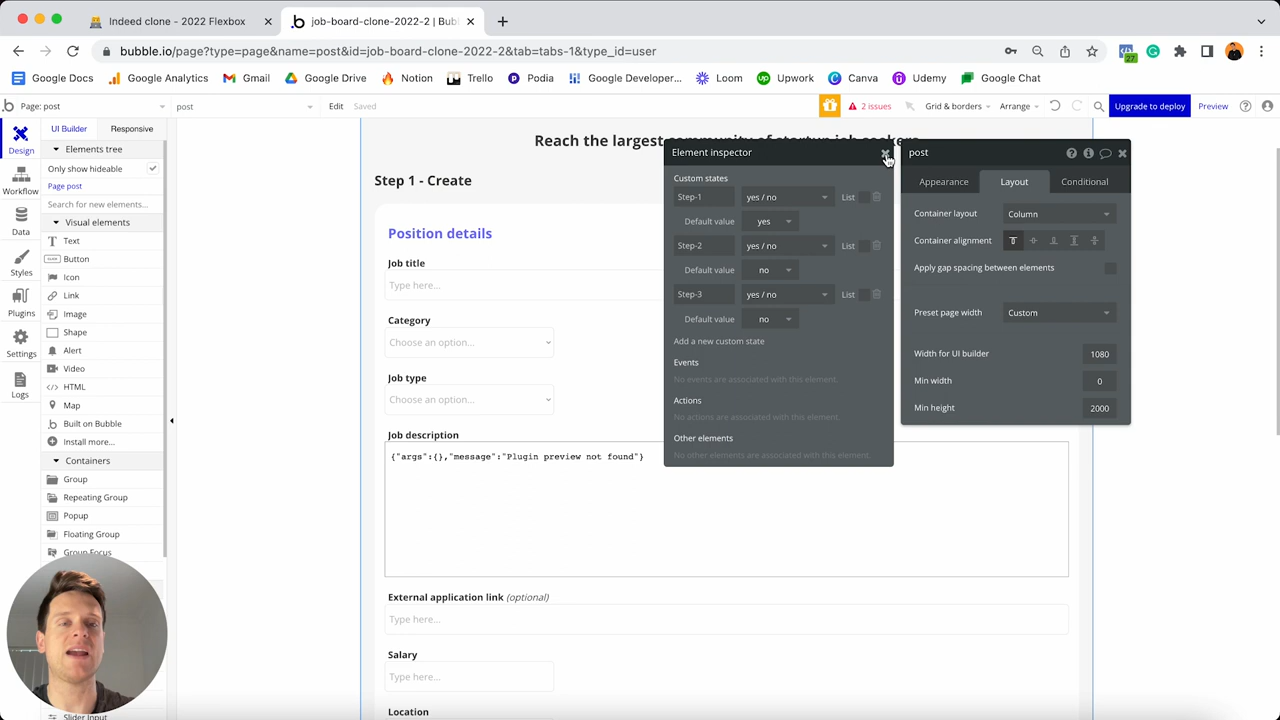 Indeed clone - 2022 Flexbox
job-board-clone-2022-2 | Bubb
bubble.io/page?type=page&name=post&id=job-board-clone-2022-2&tab=tabs-1&type_id=user
27
Google Docs
Google Analytics
Gmail
Google Drive
Notion
Trello
Podia
Google Developer...
Loom
Upwork
Canva
Udemy
Google Chat
Page: post
post
Edit
Saved
2 issues
Grid & borders
Arrange
Upgrade to deploy
Preview
Design
Workflow
Data
Styles
Plugins
Settings
Logs
UI Builder
Responsive
Elements tree
Only show hideable
Page post
Search for new elements...
Visual elements
Text
Button
Icon
Link
Image
Shape
Alert
Video
HTML
Map
Built on Bubble
Install more...
Containers
Group
Repeating Group
Popup
Floating Group
Group Focus
Slider Input
Reach the largest community of startup job seekers
Step 1 - Create
Position details
Job title
Type here...
Category
Choose an option...
Job type
Choose an option...
Job description
{"args":{},"message":"Plugin preview not found"}
External application link (optional)
Type here...
Salary
Type here...
Location
Element inspector
Custom states
Step-1
yes / no
List
Default value
yes
Step-2
yes / no
List
Default value
no
Step-3
yes / no
List
Default value
no
Add a new custom state
Events
No events are associated with this element.
Actions
No actions are associated with this element.
Other elements
No other elements are associated with this element.
post
Appearance
Layout
Conditional
Container layout
Column
Container alignment
Apply gap spacing between elements
Preset page width
Custom
Width for UI builder
1080
Min width
0
Min height
2000